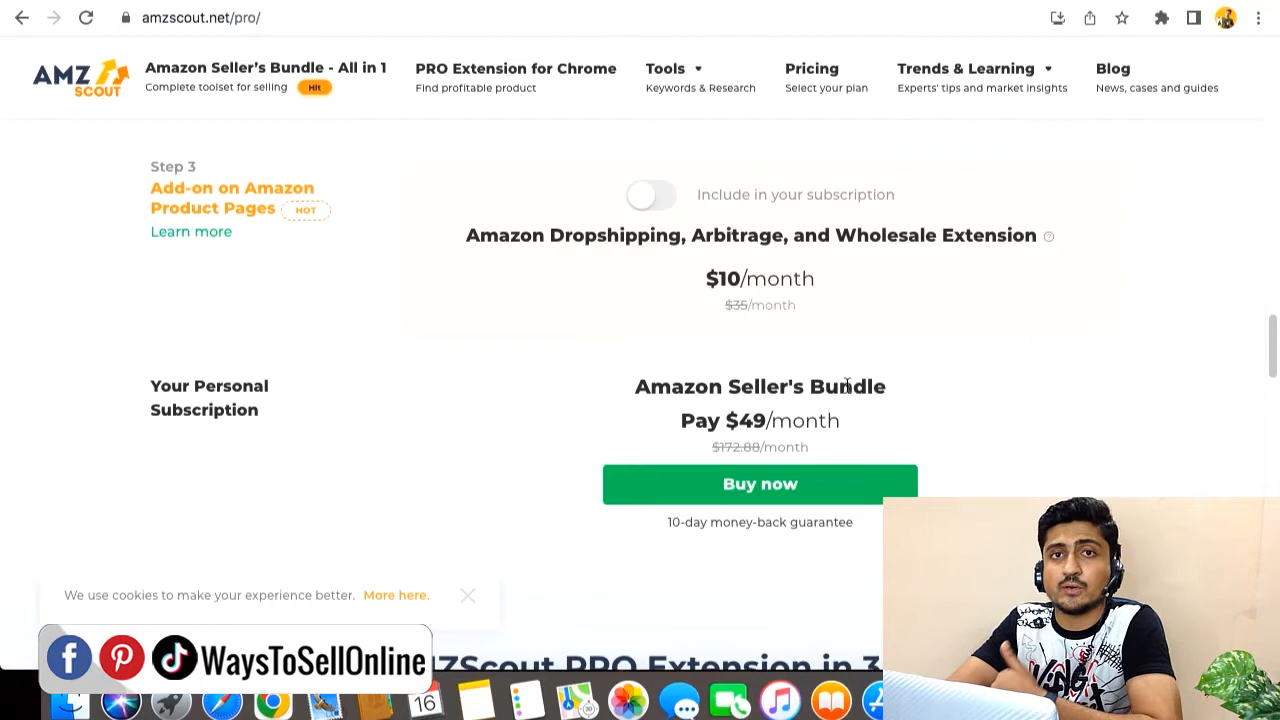 amzscout.net/pro/
AMZ
SCOUT
Amazon Seller's Bundle - All in 1
Complete toolset for selling
Hit
PRO Extension for Chrome
Find profitable product
Tools
Keywords & Research
Pricing
Select your plan
Trends & Learning
Experts' tips and market insights
Blog
News, cases and guides
Step 3
Add-on on Amazon
Product Pages
HOT
Learn more
Include in your subscription
Amazon Dropshipping, Arbitrage, and Wholesale Extension
$10/month
$35/month
Your Personal
Subscription
Amazon Seller's Bundle
Pay $49/month
$172.88/month
Buy now
10-day money-back guarantee
We use cookies to make your experience better. More here.
WaysToSellOnline
MZScout PRO Extension in 3
16